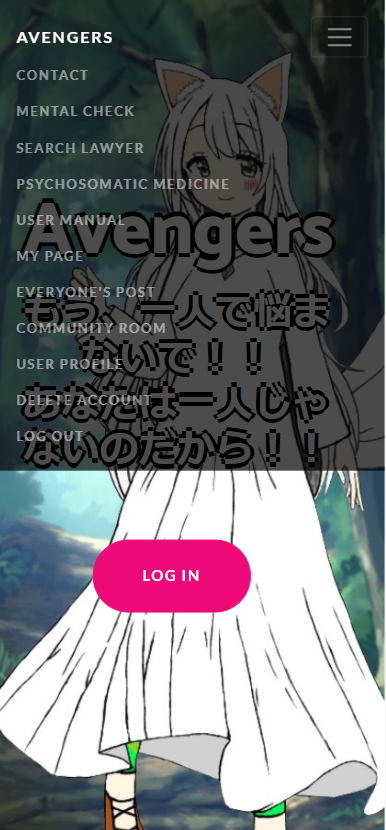 AVENGERS
CONTACT
MENTAL CHECK
SEARCH LAWYER
PSYCHOSOMATIC MEDICINE
USER MANUAL
Avengers
MY PAGE
EVERYONE'S POST
もう、一人で悩ま
COMMUNITY ROOM
ないで！！
USER PROFILE
DELETE ACCOUNT
あなたは一人じゃ
LOG OUT
ないのだから！！
LOG IN